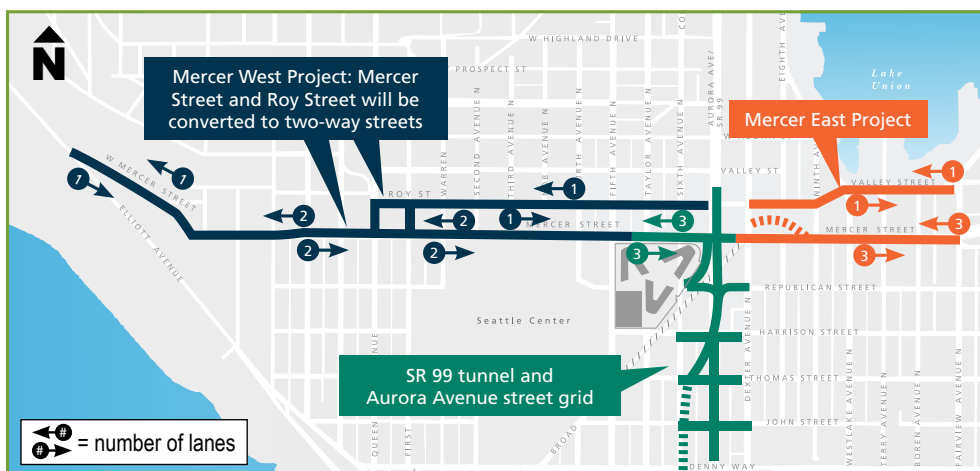 N
Mercer West Project: Mercer
Street and Roy Street will be
converted to two-way streets
Mercer East Project
SR 99 tunnel and
Aurora Avenue street grid
# = number of lanes
#
W HIGHLAND DRIVE
PROSPECT ST
Lake
Union
AURORA AVE/
SR 99
EIGHTH AVE
NINTH AV
WARREN
SECOND AVENUE N
THIRD AVENUE N
FIFTH AVENUE N
TAYLOR AVENUE N
SIXTH AVENUE N
VALLEY ST
VALLEY STREET
ROY ST
W MERCER STREET
MERCER STREET
MERCER STREET
ELLIOTT AVENUE
1
1
2
2
2
2
1
1
3
3
1
1
3
3
REPUBLICAN STREET
Seattle Center
HARRISON STREET
THOMAS STREET
JOHN STREET
DENNY WAY
DEXTER AVENUE N
QUEEN
FIRST
BROAD
WESTLAKE AVENUE N
TERRY AVENUE N
BOREN AVENUE N
FAIRVIEW AVENUE N